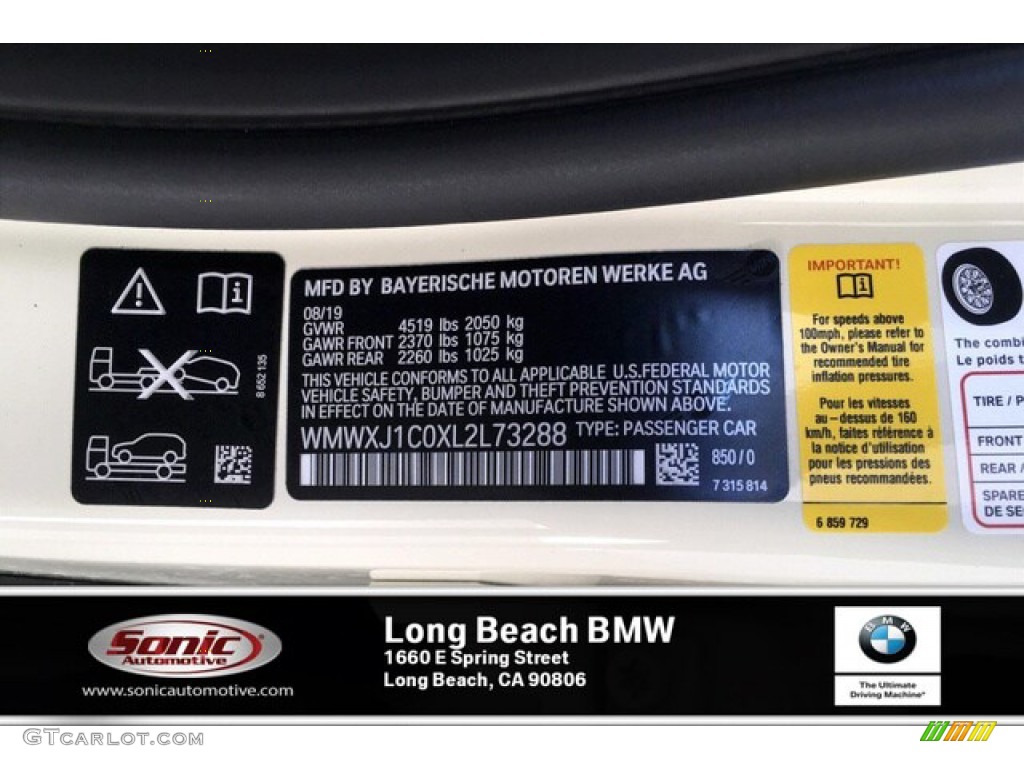 8 652 135
MFD BY BAYERISCHE MOTOREN WERKE AG
08/19
GVWR 4519 lbs 2050 kg
GAWR FRONT 2370 lbs 1075 kg
GAWR REAR 2260 lbs 1025 kg
THIS VEHICLE CONFORMS TO ALL APPLICABLE U.S.FEDERAL MOTOR
VEHICLE SAFETY, BUMPER AND THEFT PREVENTION STANDARDS
IN EFFECT ON THE DATE OF MANUFACTURE SHOWN ABOVE.
WMWXJ1C0XL2L73288 TYPE: PASSENGER CAR
850/0
7 315 814
IMPORTANT!
For speeds above
100mph, please refer to
the Owner's Manual for
recommended tire
inflation pressures.
Pour les vitesses
au-dessus de 160
km/h, faites référence à
la notice d'utilisation
pour les pressions des
pneus recommandées.
6 859 729
The combi
Le poids t
TIRE / P
FRONT
REAR /
SPARE
DE SE
Sonic
Automotive
www.sonicautomotive.com
Long Beach BMW
1660 E Spring Street
Long Beach, CA 90806
BMW
The Ultimate
Driving Machine®
GTcarlot.com